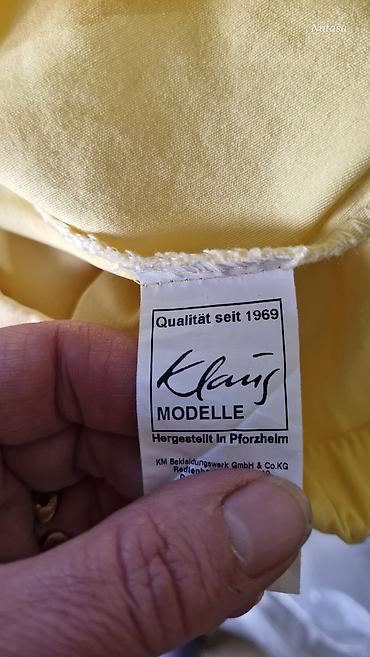 Natasa
Qualität seit 1969
Klaus
MODELLE
Hergestellt in Pforzheim
KM Bekleidungswerk GmbH & Co.KG